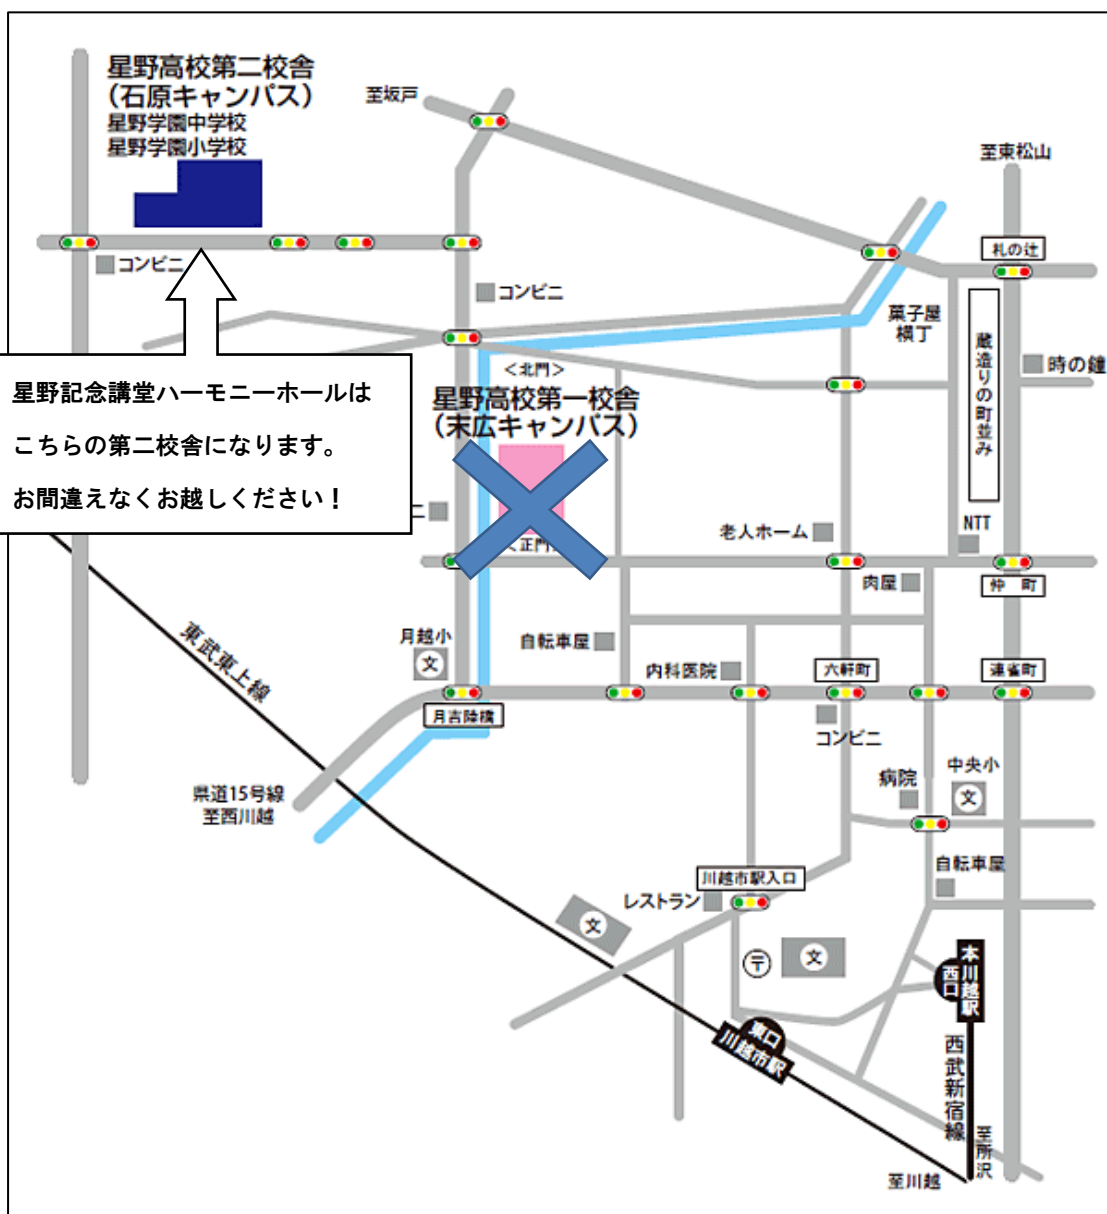 星野高校第二校舎
(石原キャンパス)
星野学園中学校
星野学園小学校
至坂戸
至東松山
札の辻
コンビニ
コンビニ
菓子屋
横丁
蔵造りの町並み
時の鐘
星野記念講堂ハーモニーホールは
こちらの第二校舎になります。
お間違えなくお越しください！
<北門>
星野高校第一校舎
(末広キャンパス)
ニ
<正門>
老人ホーム
NTT
肉屋
仲 町
東武東上線
月越小
文
自転車屋
内科医院
六軒町
連雀町
月吉陸橋
コンビニ
県道15号線
至西川越
病院
中央小
文
自転車屋
川越市駅入口
レストラン
文
〒
文
本川越駅
西口
東口
川越市駅
西武新宿線
至所沢
至川越